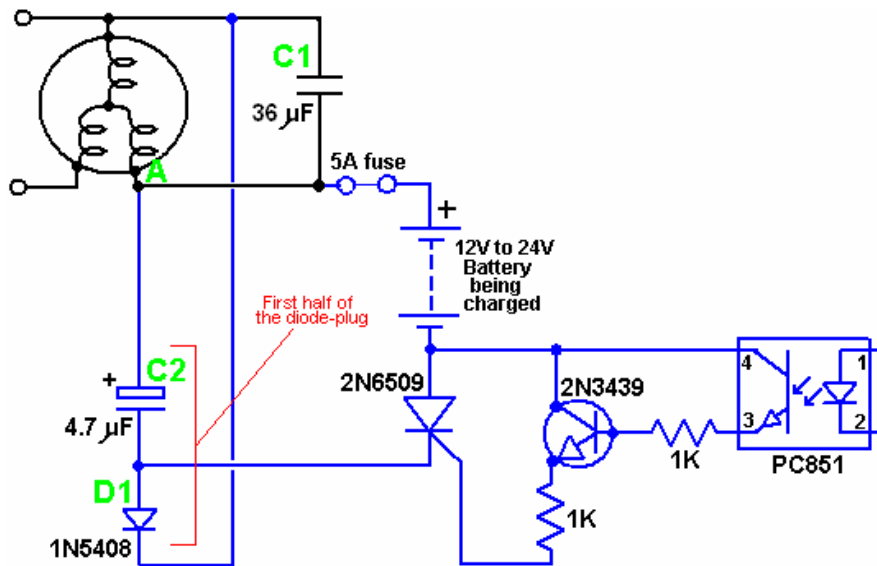 C1
36 µF
A
5A fuse
+
12V to 24V
Battery
being
charged
First half of
the diode-plug
+
C2
4.7 µF
2N6509
2N3439
4
1
3
2
1K
PC851
D1
1K
1N5408